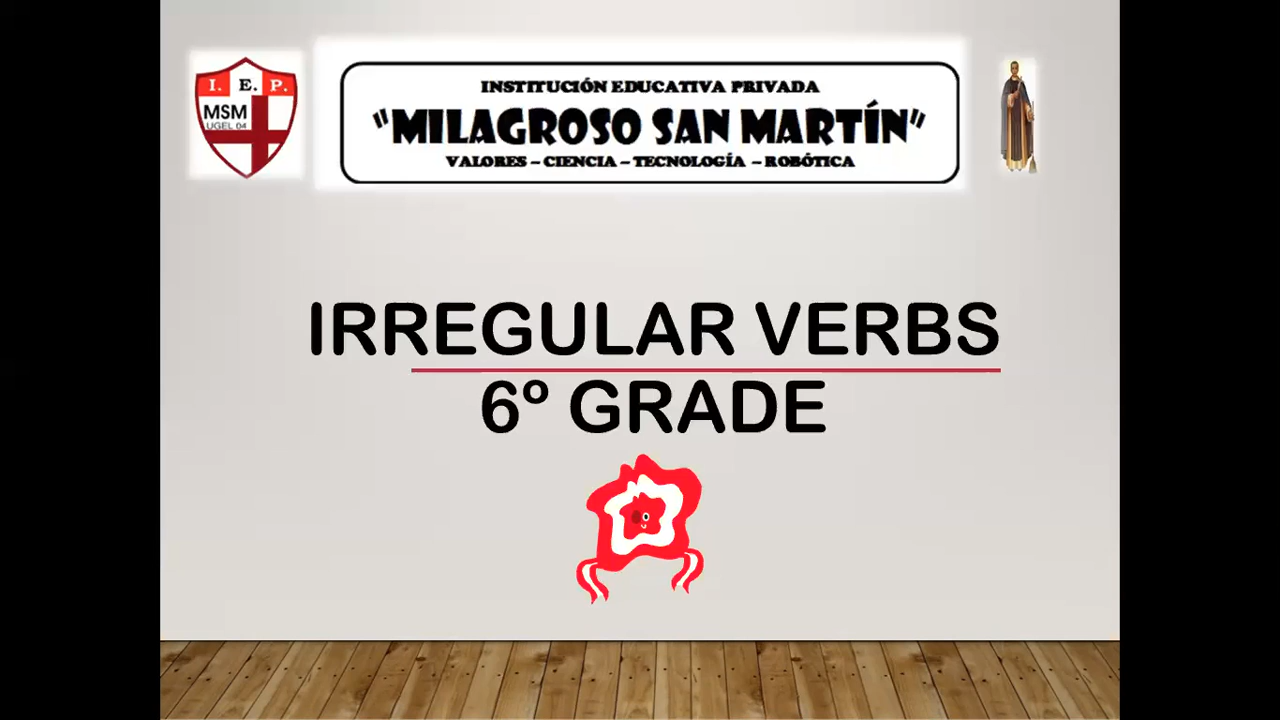 I. E. P.
MSM
UGEL 04
INSTITUCIÓN EDUCATIVA PRIVADA
"MILAGROSO SAN MARTÍN"
VALORES – CIENCIA – TECNOLOGÍA – ROBÓTICA
IRREGULAR VERBS
6º GRADE